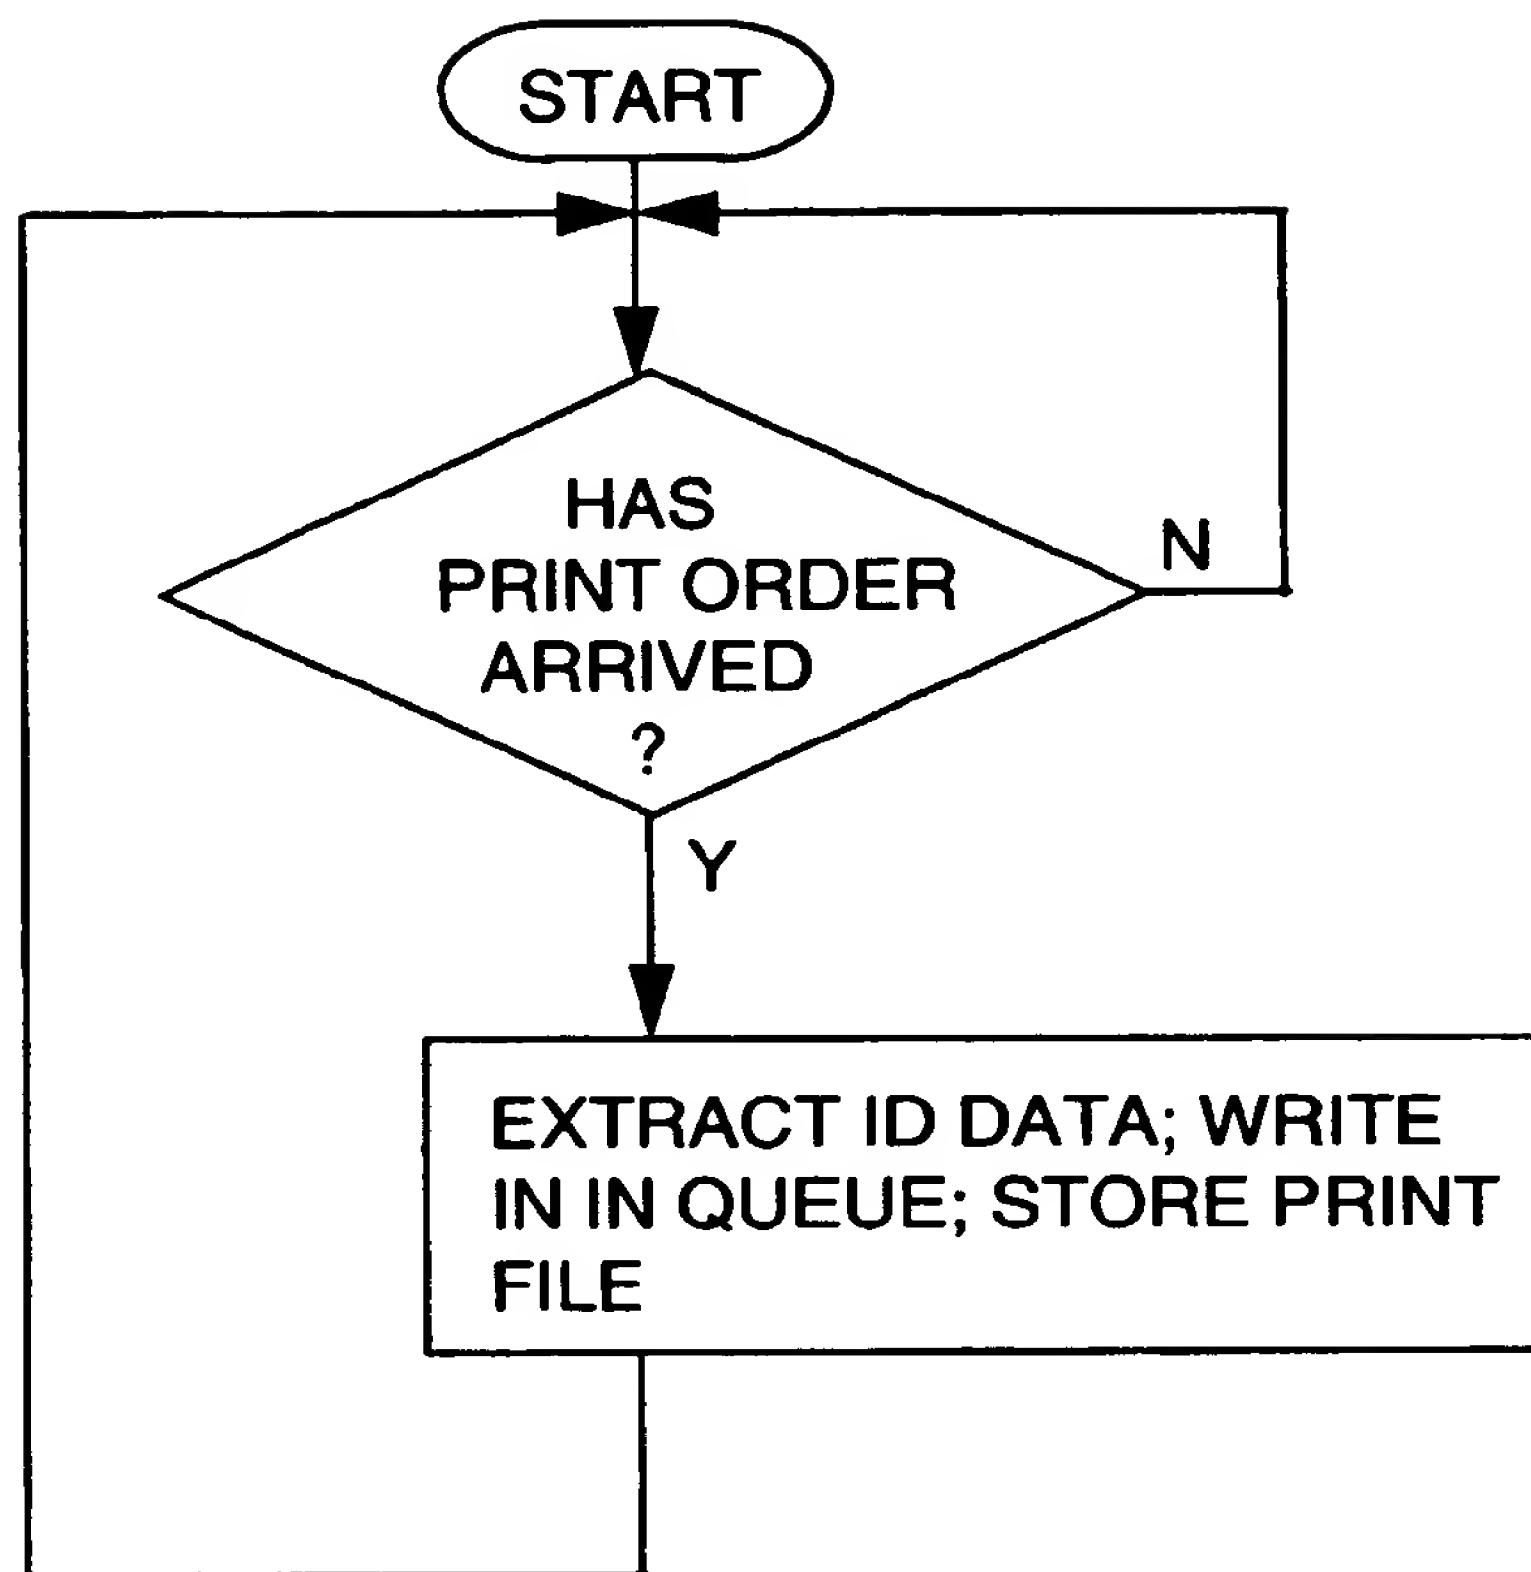 START
HAS
PRINT ORDER
ARRIVED
?
N
Y
EXTRACT ID DATA; WRITE
IN IN QUEUE; STORE PRINT
FILE